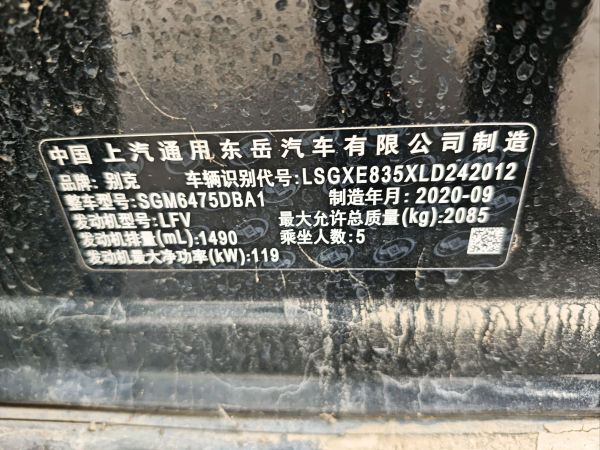 中国 上汽通用东岳汽车有限公司制造
品牌：别克 车辆识别代号：LSGXE835XLD242012
整车型号：SGM6475DBA1 制造年月：2020-09
发动机型号：LFV 最大允许总质量(kg)：2085
发动机排量(mL)：1490 乘坐人数：5
发动机最大净功率(kW)：119